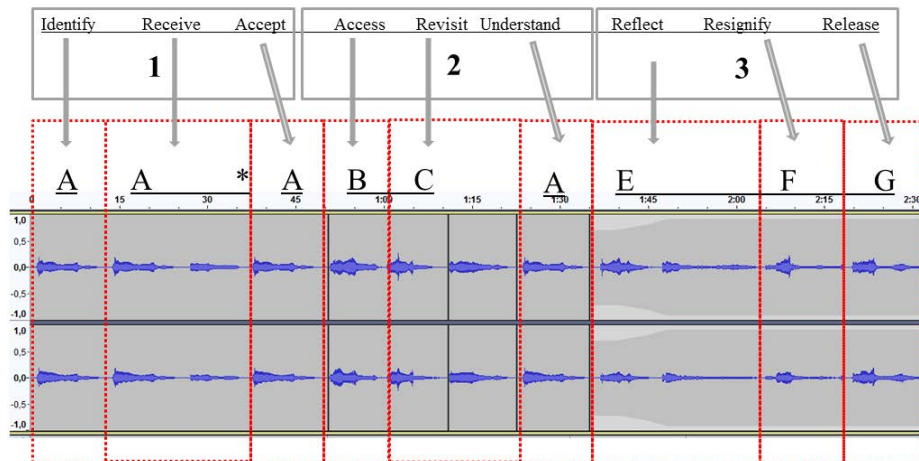 Identify Receive Accept Access Revisit Understand Reflect Resignify Release
1 2 3
A A * A B C A E F G
0 15 30 45 1:00 1:15 1:30 1:45 2:00 2:15 2:30
1,0
0,5
0,0
-0,5
-1,0
1,0
0,5
0,0
-0,5
-1,0